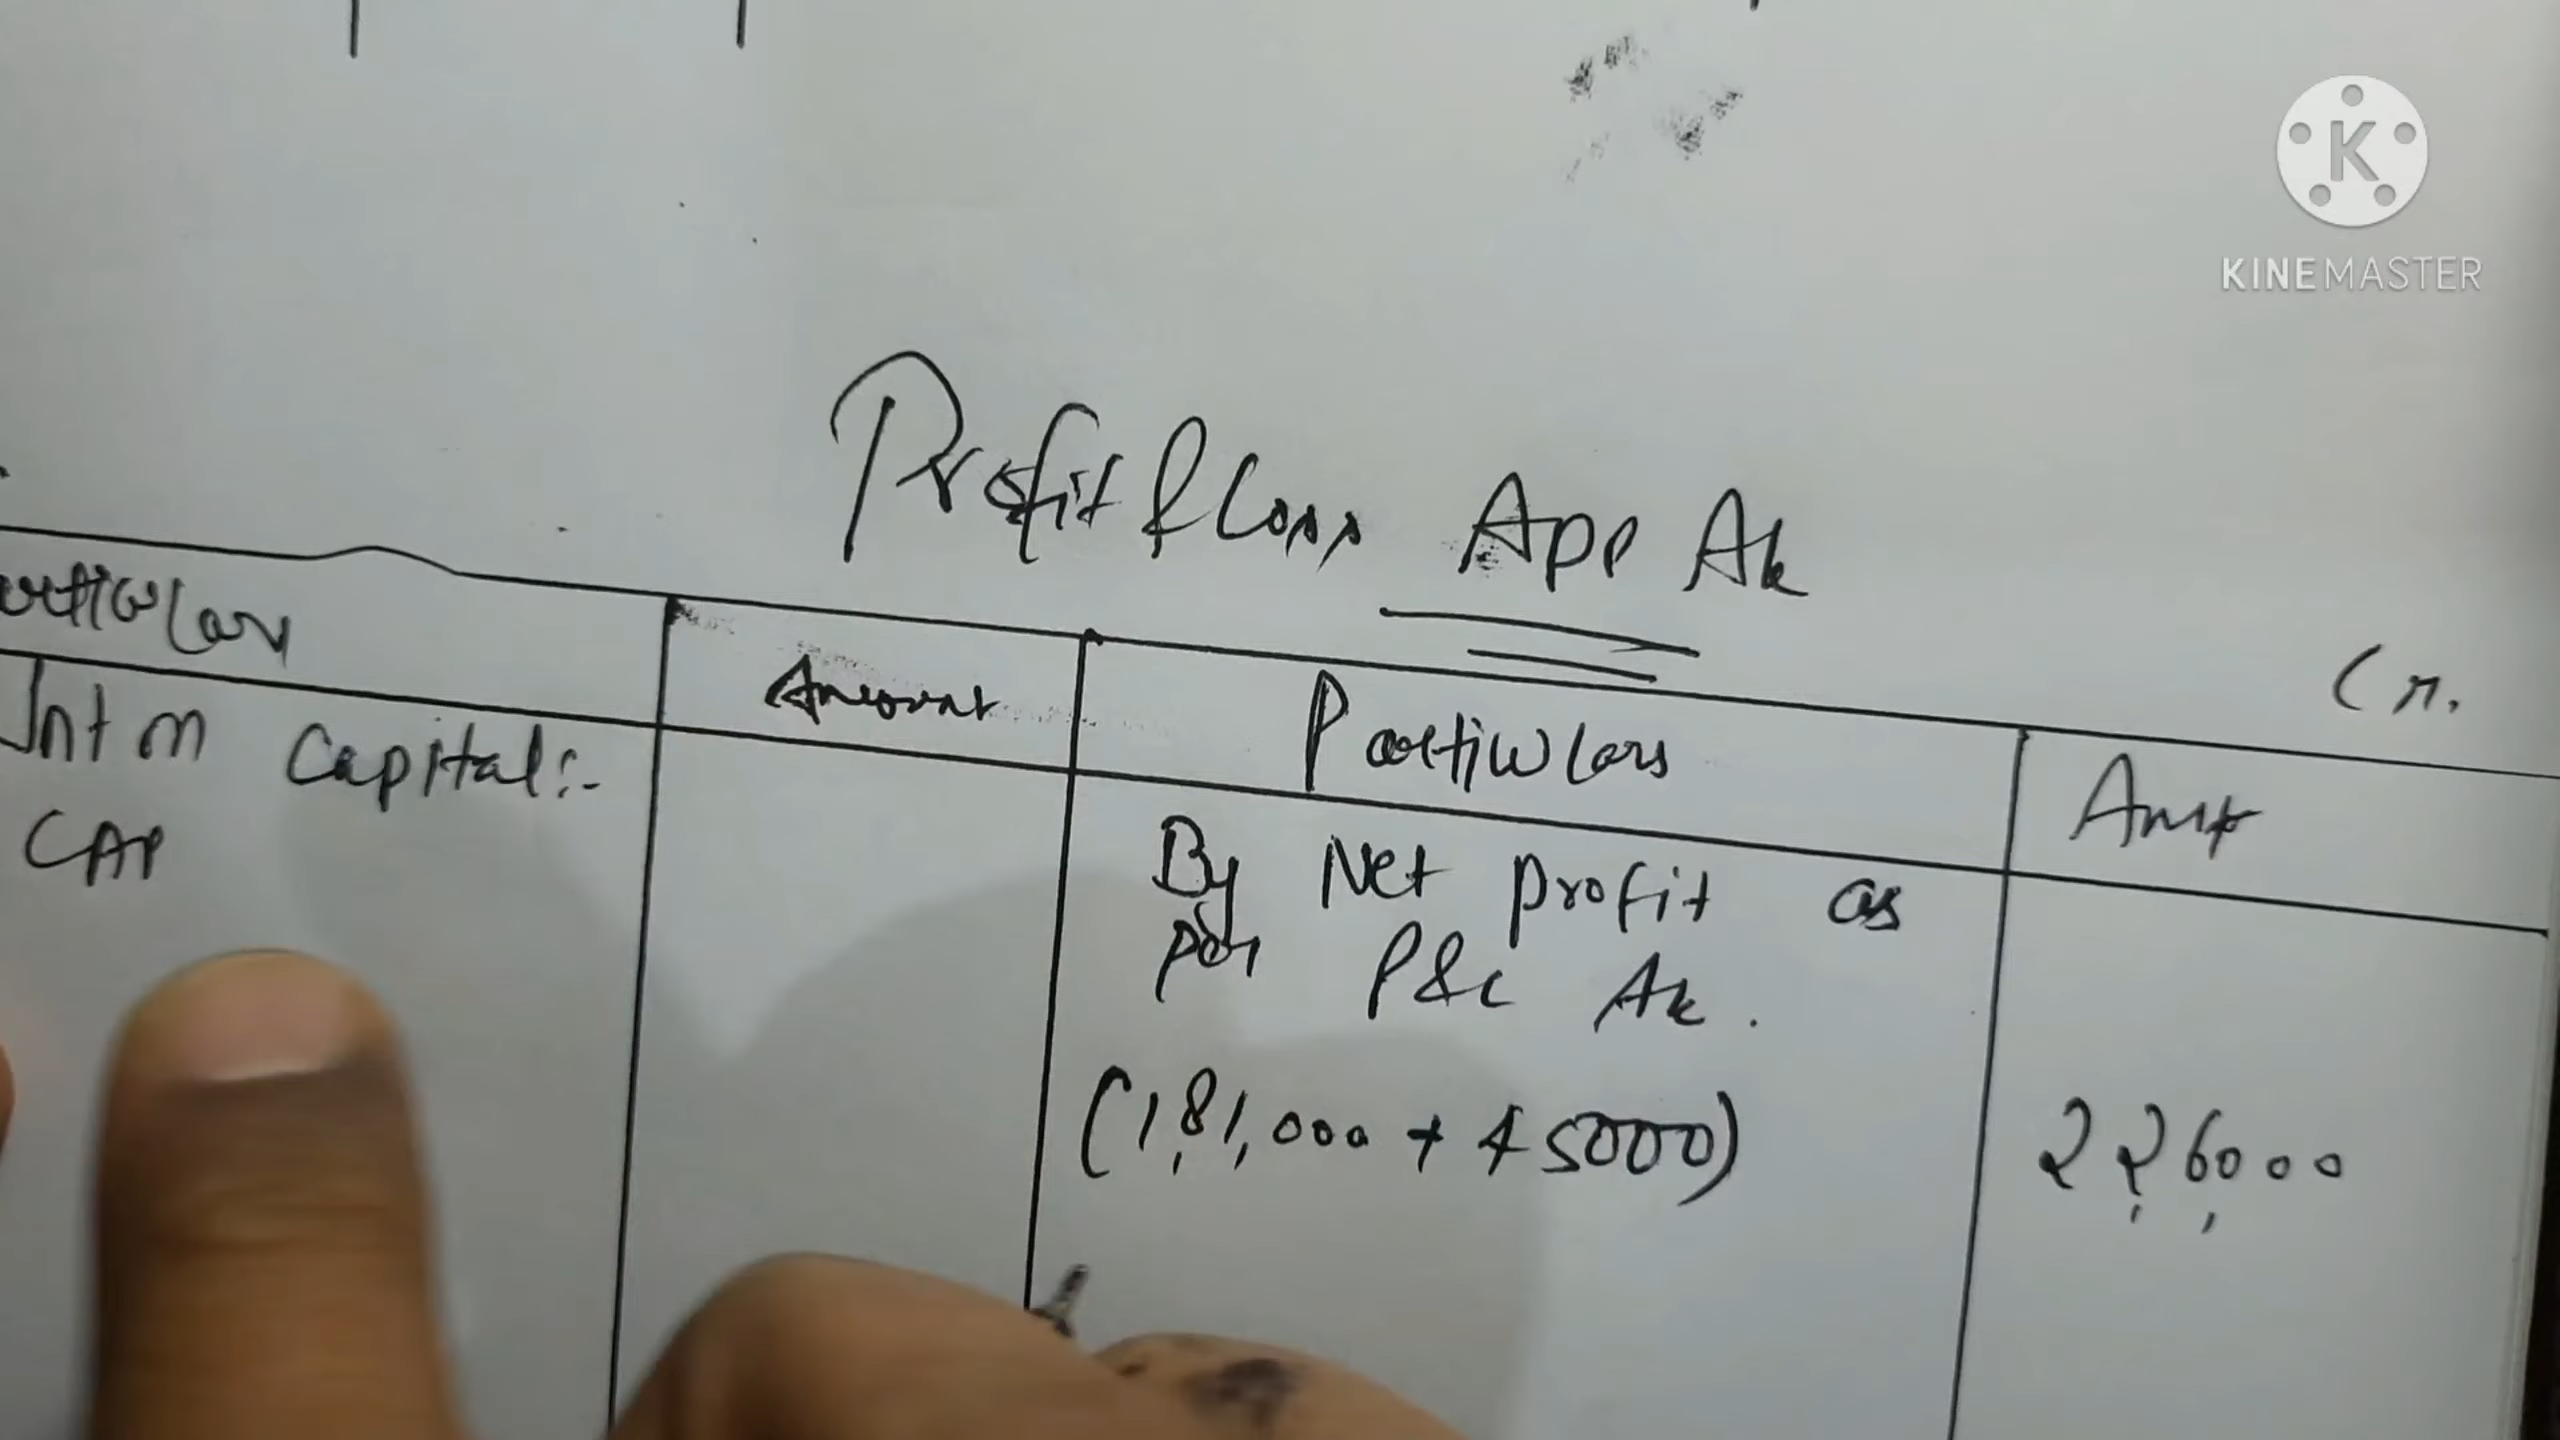 K
KINEMASTER
Profit & Loss App A/c
Cr.
articulars
Amount
Particulars
Amt
Int on Capital:-
CAP
By Net profit as
per P&L A/c.
(1,81,000 + 45000)
2,26,000